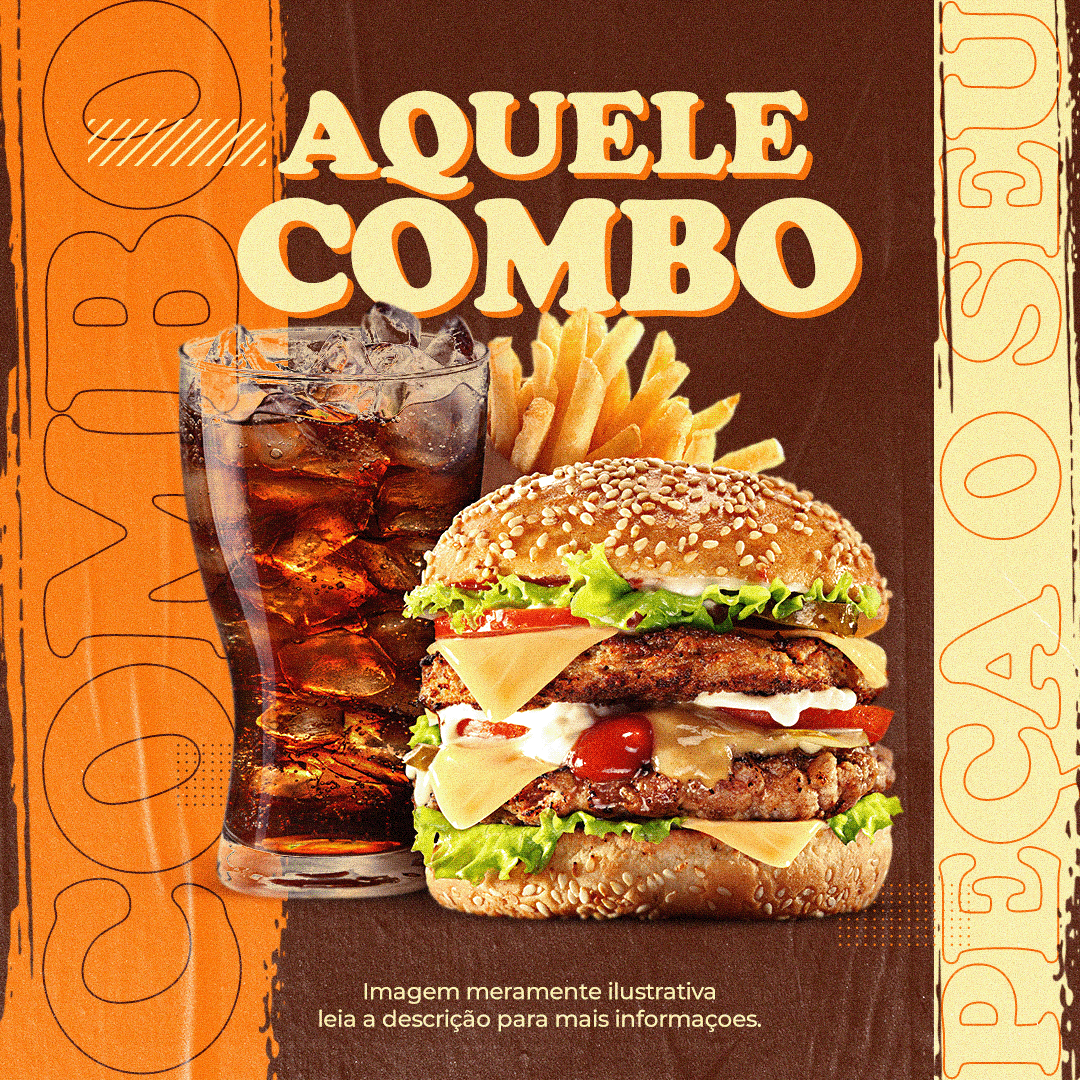 COMBO
AQUELE
COMBO
PEÇA O SEU
Imagem meramente ilustrativa
leia a descrição para mais informaçoes.